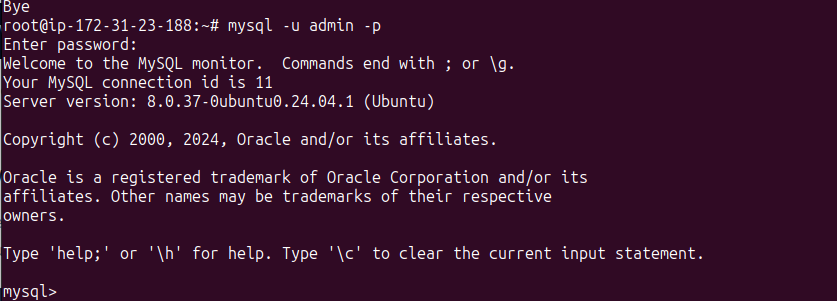 Bye
root@ip-172-31-23-188:~# mysql -u admin -p
Enter password:
Welcome to the MySQL monitor.  Commands end with ; or \g.
Your MySQL connection id is 11
Server version: 8.0.37-0ubuntu0.24.04.1 (Ubuntu)
Copyright (c) 2000, 2024, Oracle and/or its affiliates.
Oracle is a registered trademark of Oracle Corporation and/or its
affiliates. Other names may be trademarks of their respective
owners.
Type 'help;' or '\h' for help. Type '\c' to clear the current input statement.
mysql>